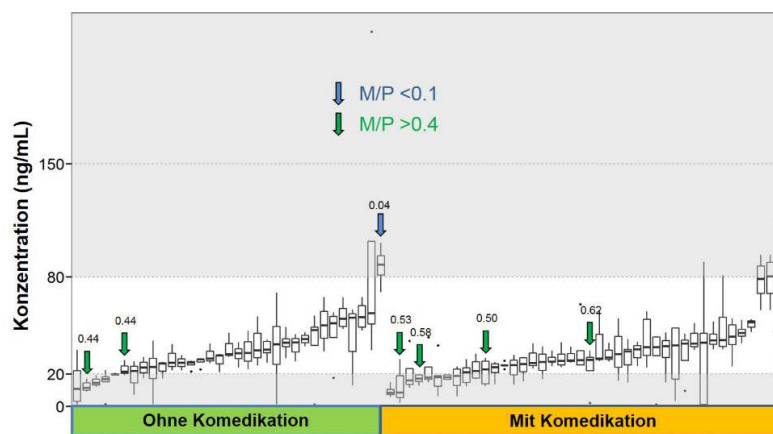 M/P <0.1
M/P >0.4
Konzentration (ng/mL)
150
80
20
0
0.04
0.44
0.44
0.53
0.58
0.50
0.62
Ohne Komedikation
Mit Komedikation